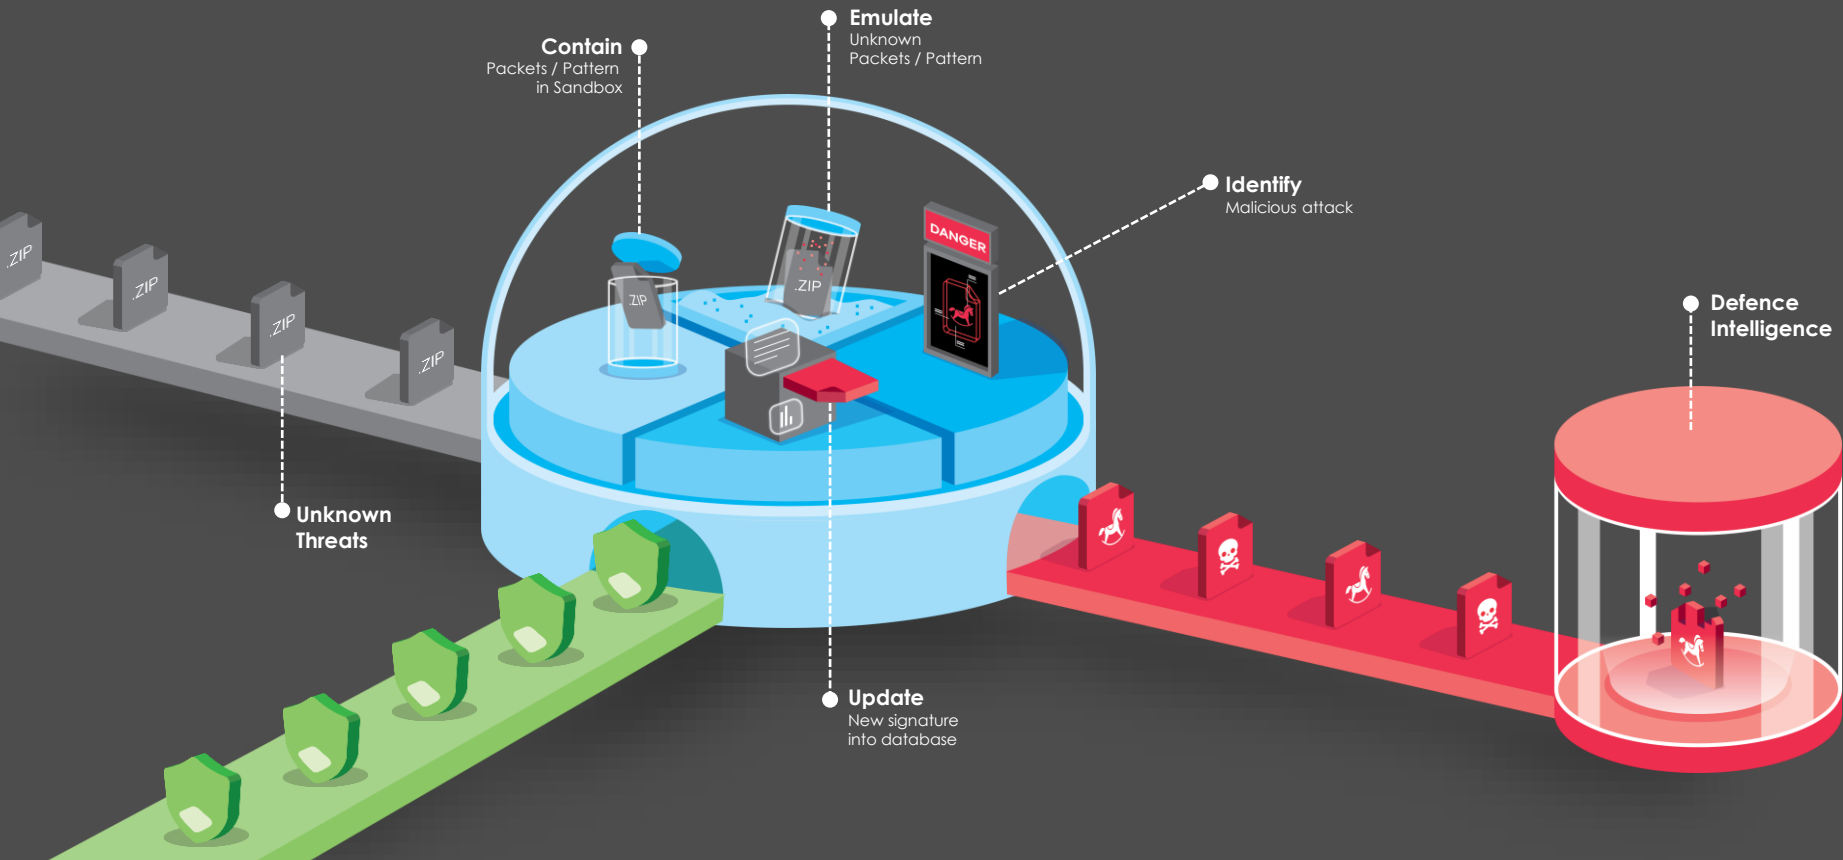 Emulate
Unknown
Packets / Pattern
Contain
Packets / Pattern
in Sandbox
Identify
Malicious attack
DANGER
.ZIP
.ZIP
.ZIP
.ZIP
.ZIP
.ZIP
Defence
Intelligence
Unknown
Threats
Update
New signature
into database